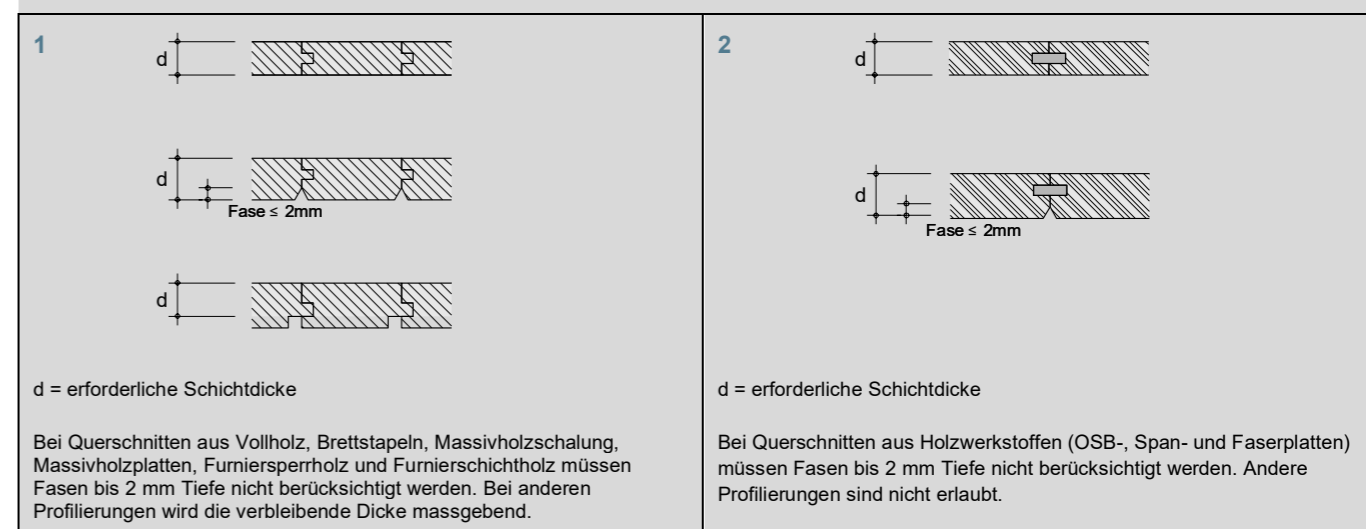 1
d
d
Fase ≤ 2mm
d
d = erforderliche Schichtdicke
Bei Querschnitten aus Vollholz, Brettstapeln, Massivholzschalung,
Massivholzplatten, Furniersperrholz und Furnierschichtholz müssen
Fasen bis 2 mm Tiefe nicht berücksichtigt werden. Bei anderen
Profilierungen wird die verbleibende Dicke massgebend.
2
d
d
Fase ≤ 2mm
d = erforderliche Schichtdicke
Bei Querschnitten aus Holzwerkstoffen (OSB-, Span- und Faserplatten)
müssen Fasen bis 2 mm Tiefe nicht berücksichtigt werden. Andere
Profilierungen sind nicht erlaubt.